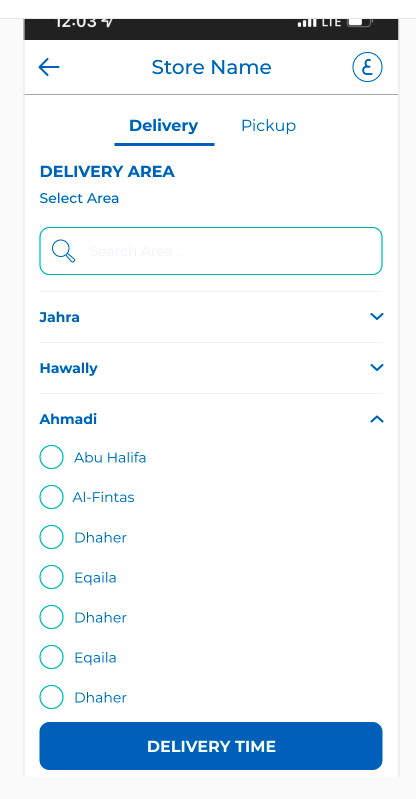 12:03 LTE
Store Name ع
Delivery Pickup
DELIVERY AREA
Select Area
Search Area ..
Jahra
Hawally
Ahmadi
Abu Halifa
Al-Fintas
Dhaher
Eqaila
Dhaher
Eqaila
Dhaher
DELIVERY TIME